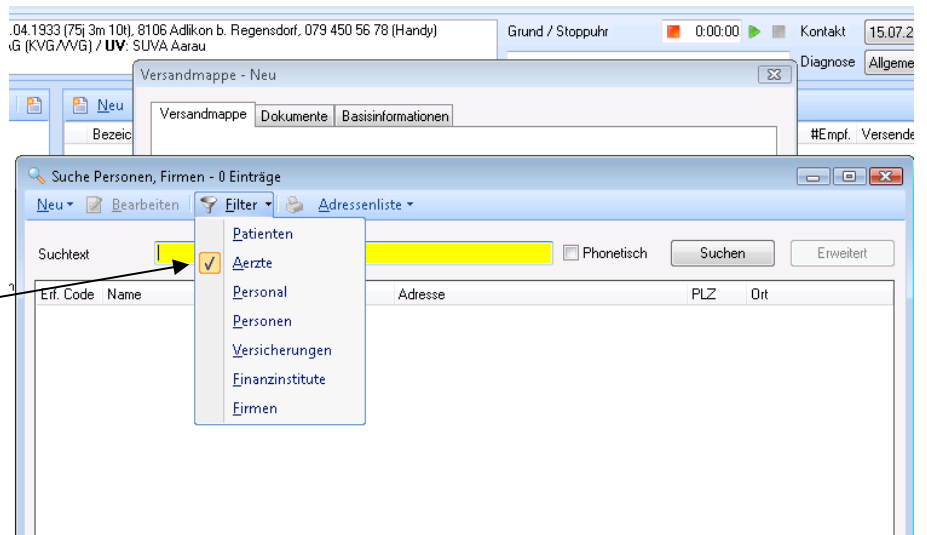 .04.1933 (75j 3m 10t), 8106 Adlikon b. Regensdorf, 079 450 56 78 (Handy)
G (KVG/VVG) / UV: SUVA Aarau
Grund / Stoppuhr 0:00:00 Kontakt 15.07.2
Diagnose Allgeme
Versandmappe - Neu
Neu
Versandmappe Dokumente Basisinformationen
Bezeic #Empf. Versende
Suche Personen, Firmen - 0 Einträge
Neu Bearbeiten Filter Adressenliste
Patienten
Suchtext Phonetisch Suchen Erweitert
Aerzte
Erf. Code Name Adresse PLZ Ort
Personal
Personen
Versicherungen
Finanzinstitute
Firmen